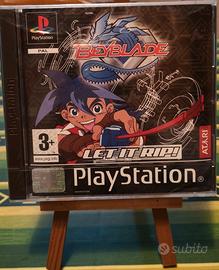 PlayStation
PAL
BEYBLADE
3+
www.pegi.info
LET IT RIP!
ATARI
PlayStation
subito